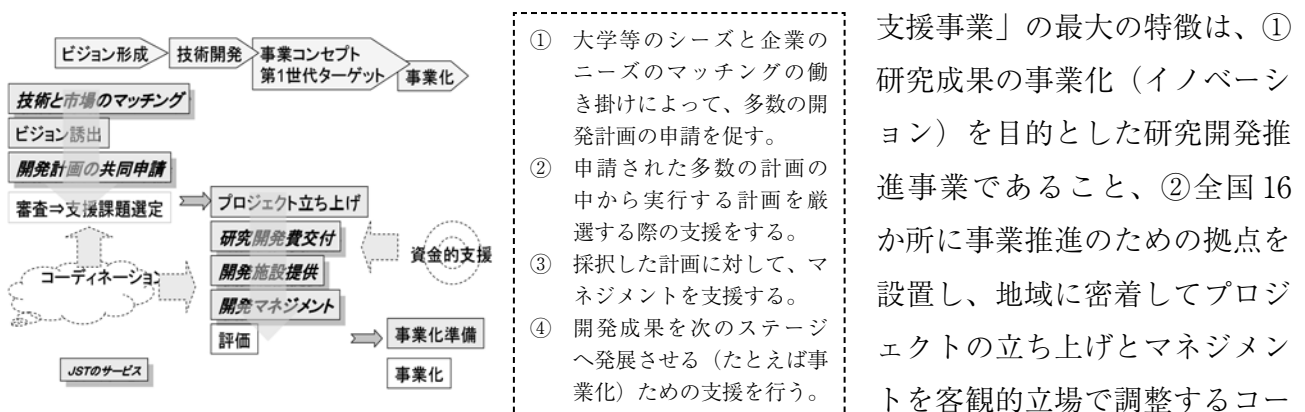 ビジョン形成
技術開発
事業コンセプト
第1世代ターゲット
事業化
技術と市場のマッチング
ビジョン誘出
開発計画の共同申請
審査⇒支援課題選定
プロジェクト立ち上げ
研究開発費交付
資金的支援
コーディネーション
開発施設提供
開発マネジメント
評価
事業化準備
事業化
JSTのサービス
① 大学等のシーズと企業の
ニーズのマッチングの働
き掛けによって、多数の開
発計画の申請を促す。
② 申請された多数の計画の
中から実行する計画を厳
選する際の支援をする。
③ 採択した計画に対して、マ
ネジメントを支援する。
④ 開発成果を次のステージ
へ発展させる（たとえば事
業化）ための支援を行う。
支援事業」の最大の特徴は、①
研究成果の事業化（イノベーシ
ョン）を目的とした研究開発推
進事業であること、②全国 16
か所に事業推進のための拠点を
設置し、地域に密着してプロジ
ェクトの立ち上げとマネジメン
トを客観的立場で調整するコー